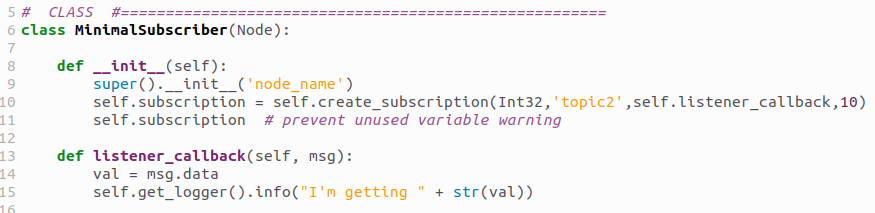 5 #  CLASS  #======================================================
6 class MinimalSubscriber(Node):
7
8     def __init__(self):
9         super().__init__('node_name')
10         self.subscription = self.create_subscription(Int32,'topic2',self.listener_callback,10)
11         self.subscription  # prevent unused variable warning
12
13     def listener_callback(self, msg):
14         val = msg.data
15         self.get_logger().info("I'm getting " + str(val))
16